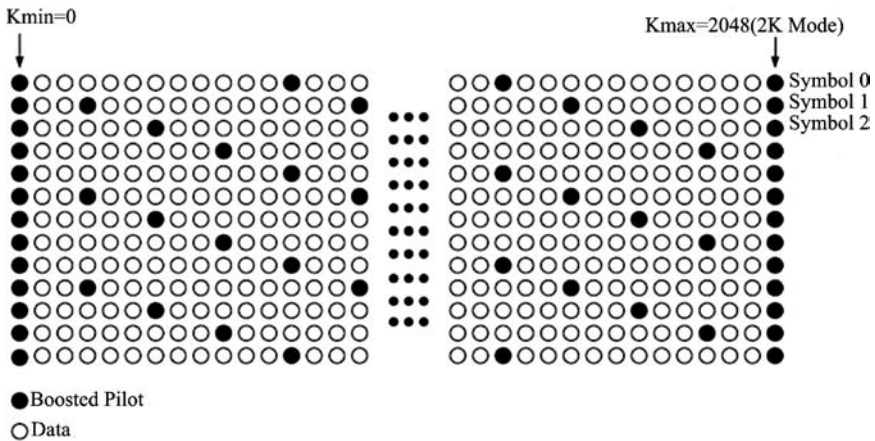 Kmin=0
Kmax=2048(2K Mode)
Symbol 0
Symbol 1
Symbol 2
Boosted Pilot
Data